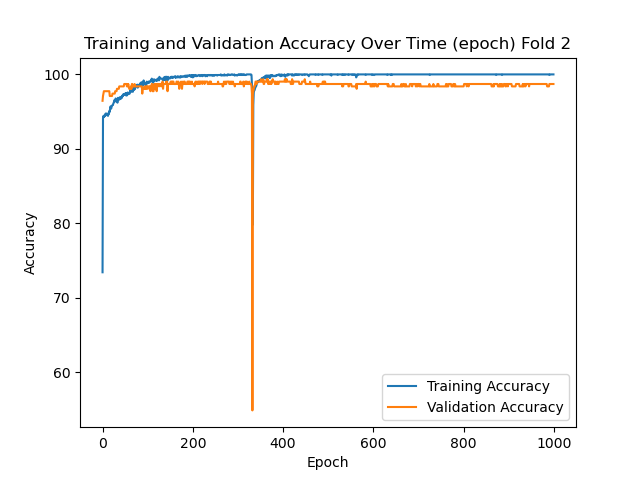 Training and Validation Accuracy Over Time (epoch) Fold 2
100
90
80
70
60
Accuracy
0
200
400
600
800
1000
Epoch
Training Accuracy
Validation Accuracy